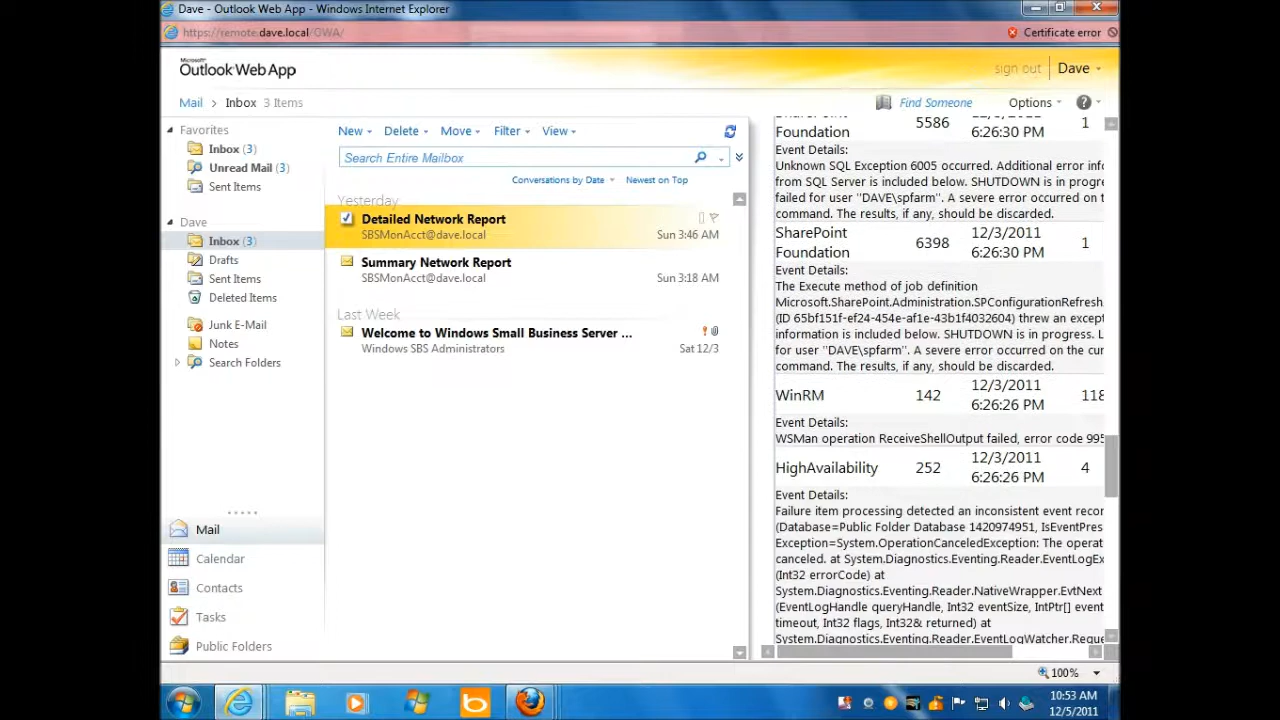 Dave - Outlook Web App - Windows Internet Explorer
https://remote.dave.local/OWA/
Certificate error
Microsoft
Outlook Web App
sign out
Dave
Mail > Inbox 3 Items
Find Someone
Options
Favorites
Inbox (3)
Unread Mail (3)
Sent Items
Dave
Inbox (3)
Drafts
Sent Items
Deleted Items
Junk E-Mail
Notes
Search Folders
Mail
Calendar
Contacts
Tasks
Public Folders
New
Delete
Move
Filter
View
Search Entire Mailbox
Conversations by Date
Newest on Top
Yesterday
Detailed Network Report
SBSMonAcct@dave.local
Sun 3:46 AM
Summary Network Report
SBSMonAcct@dave.local
Sun 3:18 AM
Last Week
Welcome to Windows Small Business Server ...
Windows SBS Administrators
Sat 12/3
Foundation
5586
6:26:30 PM
1
Event Details:
Unknown SQL Exception 6005 occurred. Additional error info
from SQL Server is included below. SHUTDOWN is in progre
failed for user "DAVE\spfarm". A severe error occurred on
command. The results, if any, should be discarded.
SharePoint
Foundation
6398
12/3/2011
6:26:30 PM
1
Event Details:
The Execute method of job definition
Microsoft.SharePoint.Administration.SPConfigurationRefresh
(ID 65bf151f-ef24-454e-af1e-43b1f4032604) threw an except
information is included below. SHUTDOWN is in progress. L
for user "DAVE\spfarm". A severe error occurred on the cur
command. The results, if any, should be discarded.
WinRM
142
12/3/2011
6:26:26 PM
118
Event Details:
WSMan operation ReceiveShellOutput failed, error code 995
HighAvailability
252
12/3/2011
6:26:26 PM
4
Event Details:
Failure item processing detected an inconsistent event recor
(Database=Public Folder Database 1420974951, IsEventPres
Exception=System.OperationCanceledException: The operat
canceled. at System.Diagnostics.Eventing.Reader.EventLogEx
(Int32 errorCode) at
System.Diagnostics.Eventing.Reader.NativeWrapper.EvtNext
(EventLogHandle queryHandle, Int32 eventSize, IntPtr[] event
timeout, Int32 flags, Int32& returned) at
System.Diagnostics.Eventing.Reader.EventLogWatcher.Reque
100%
10:53 AM
12/5/2011